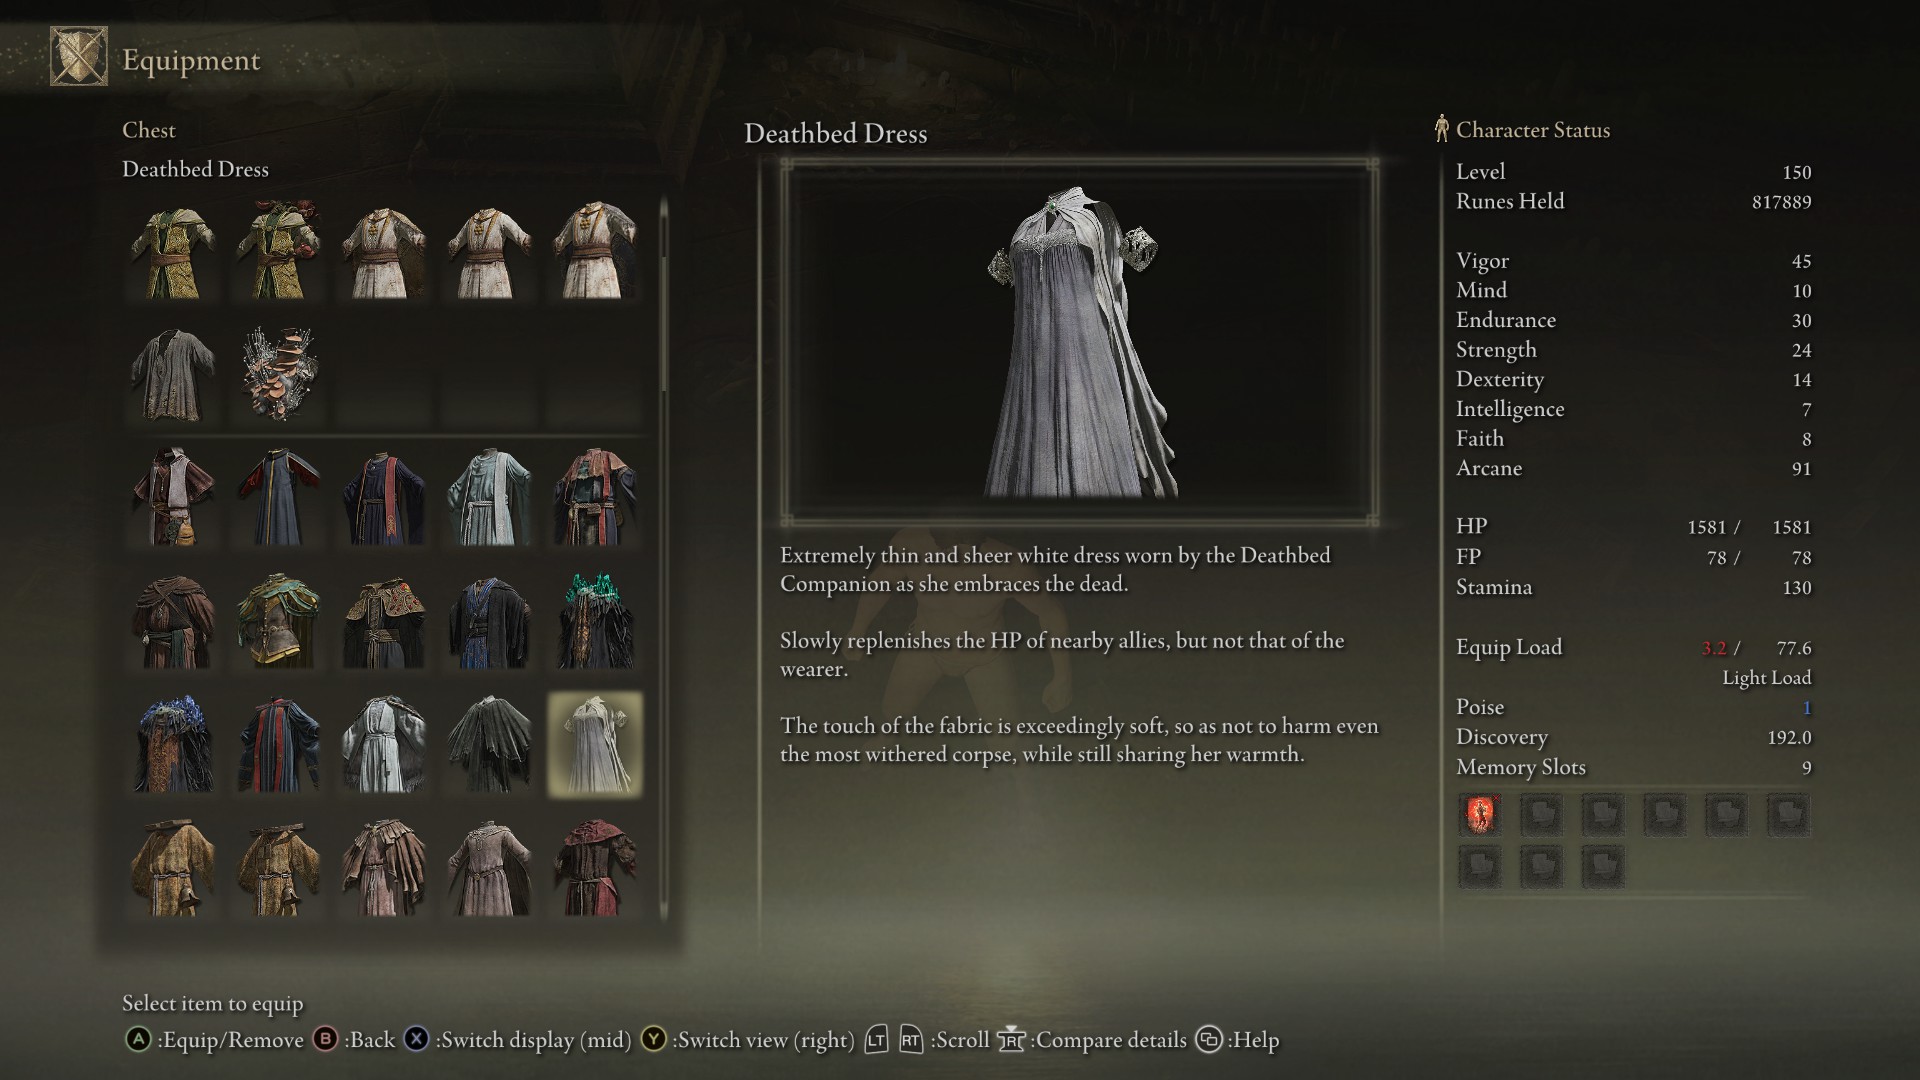 Equipment
Chest
Deathbed Dress
Deathbed Dress
Extremely thin and sheer white dress worn by the Deathbed
Companion as she embraces the dead.
Slowly replenishes the HP of nearby allies, but not that of the
wearer.
The touch of the fabric is exceedingly soft, so as not to harm even
the most withered corpse, while still sharing her warmth.
Character Status
Level 150
Runes Held 817889
Vigor 45
Mind 10
Endurance 30
Strength 24
Dexterity 14
Intelligence 7
Faith 8
Arcane 91
HP 1581 / 1581
FP 78 / 78
Stamina 130
Equip Load 3.2 / 77.6
Light Load
Poise 1
Discovery 192.0
Memory Slots 9
Select item to equip
A :Equip/Remove B :Back X :Switch display (mid) Y :Switch view (right) LT RT :Scroll R :Compare details :Help